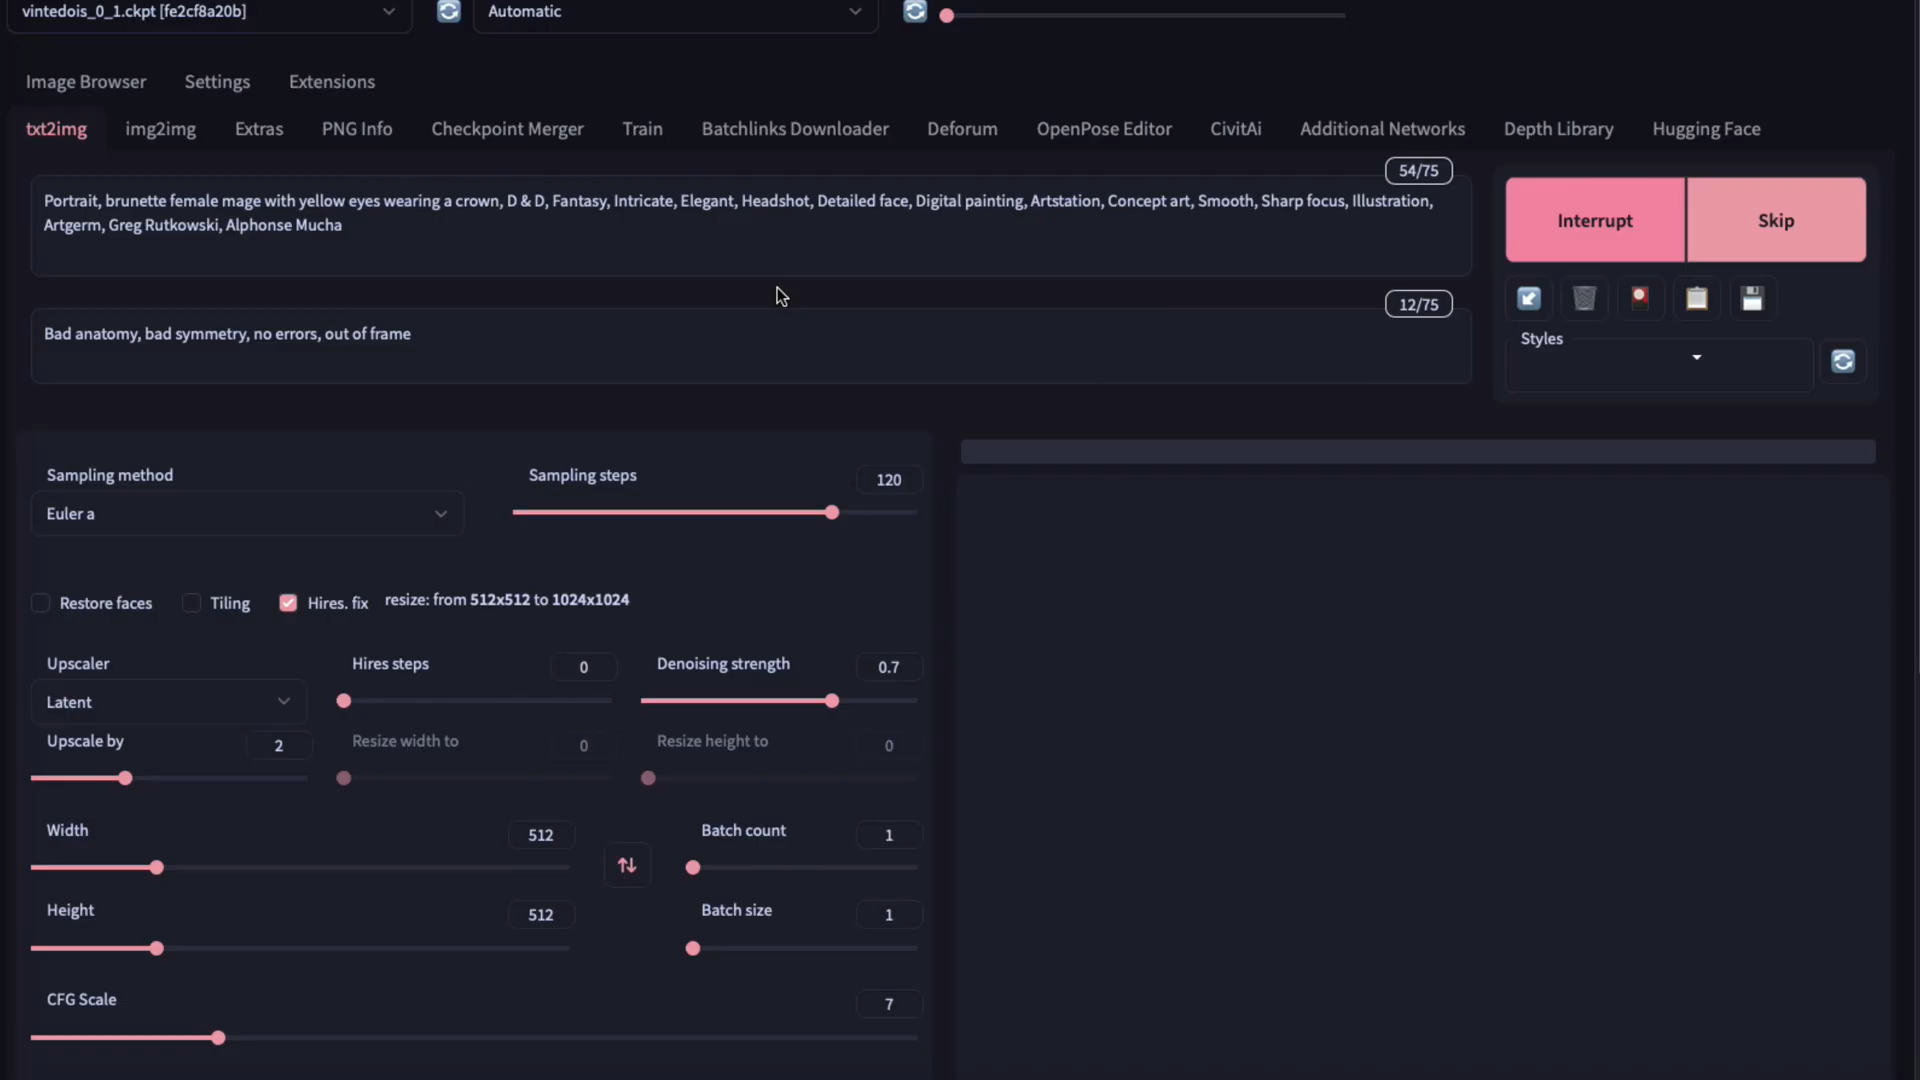 vintedois_0_1.ckpt [fe2cf8a20b]
Automatic
Image Browser
Settings
Extensions
txt2img
img2img
Extras
PNG Info
Checkpoint Merger
Train
Batchlinks Downloader
Deforum
OpenPose Editor
CivitAi
Additional Networks
Depth Library
Hugging Face
54/75
Portrait, brunette female mage with yellow eyes wearing a crown, D & D, Fantasy, Intricate, Elegant, Headshot, Detailed face, Digital painting, Artstation, Concept art, Smooth, Sharp focus, Illustration,
Artgerm, Greg Rutkowski, Alphonse Mucha
Interrupt
Skip
12/75
Bad anatomy, bad symmetry, no errors, out of frame
Styles
Sampling method
Euler a
Sampling steps
120
Restore faces
Tiling
Hires. fix
resize: from 512x512 to 1024x1024
Upscaler
Latent
Hires steps
0
Denoising strength
0.7
Upscale by
2
Resize width to
0
Resize height to
0
Width
512
Batch count
1
Height
512
Batch size
1
CFG Scale
7